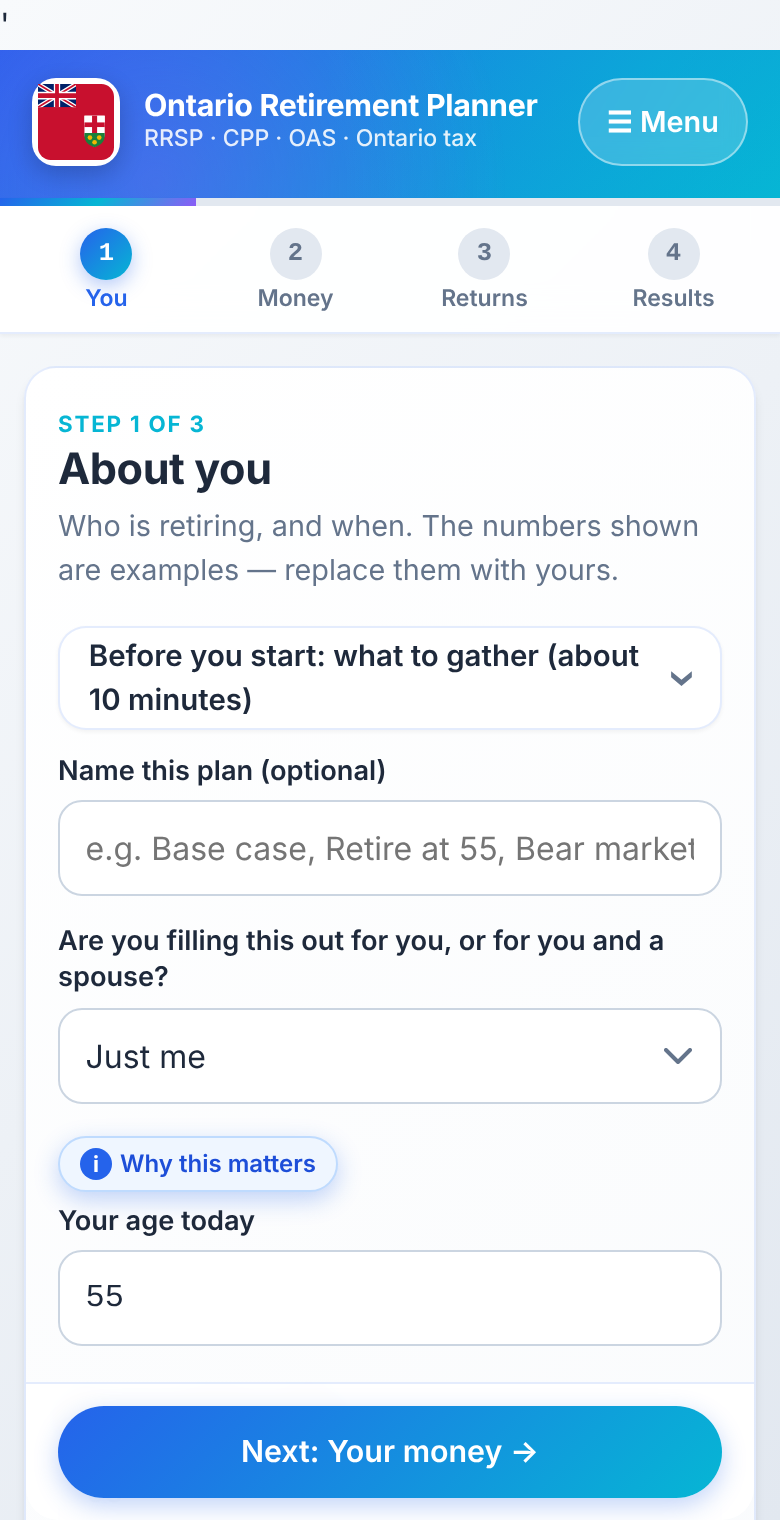 '
Ontario Retirement Planner
RRSP · CPP · OAS · Ontario tax
☰ Menu
1
You
2
Money
3
Returns
4
Results
STEP 1 OF 3
About you
Who is retiring, and when. The numbers shown
are examples — replace them with yours.
Before you start: what to gather (about
10 minutes)
Name this plan (optional)
e.g. Base case, Retire at 55, Bear market
Are you filling this out for you, or for you and a
spouse?
Just me
i Why this matters
Your age today
55
Next: Your money →